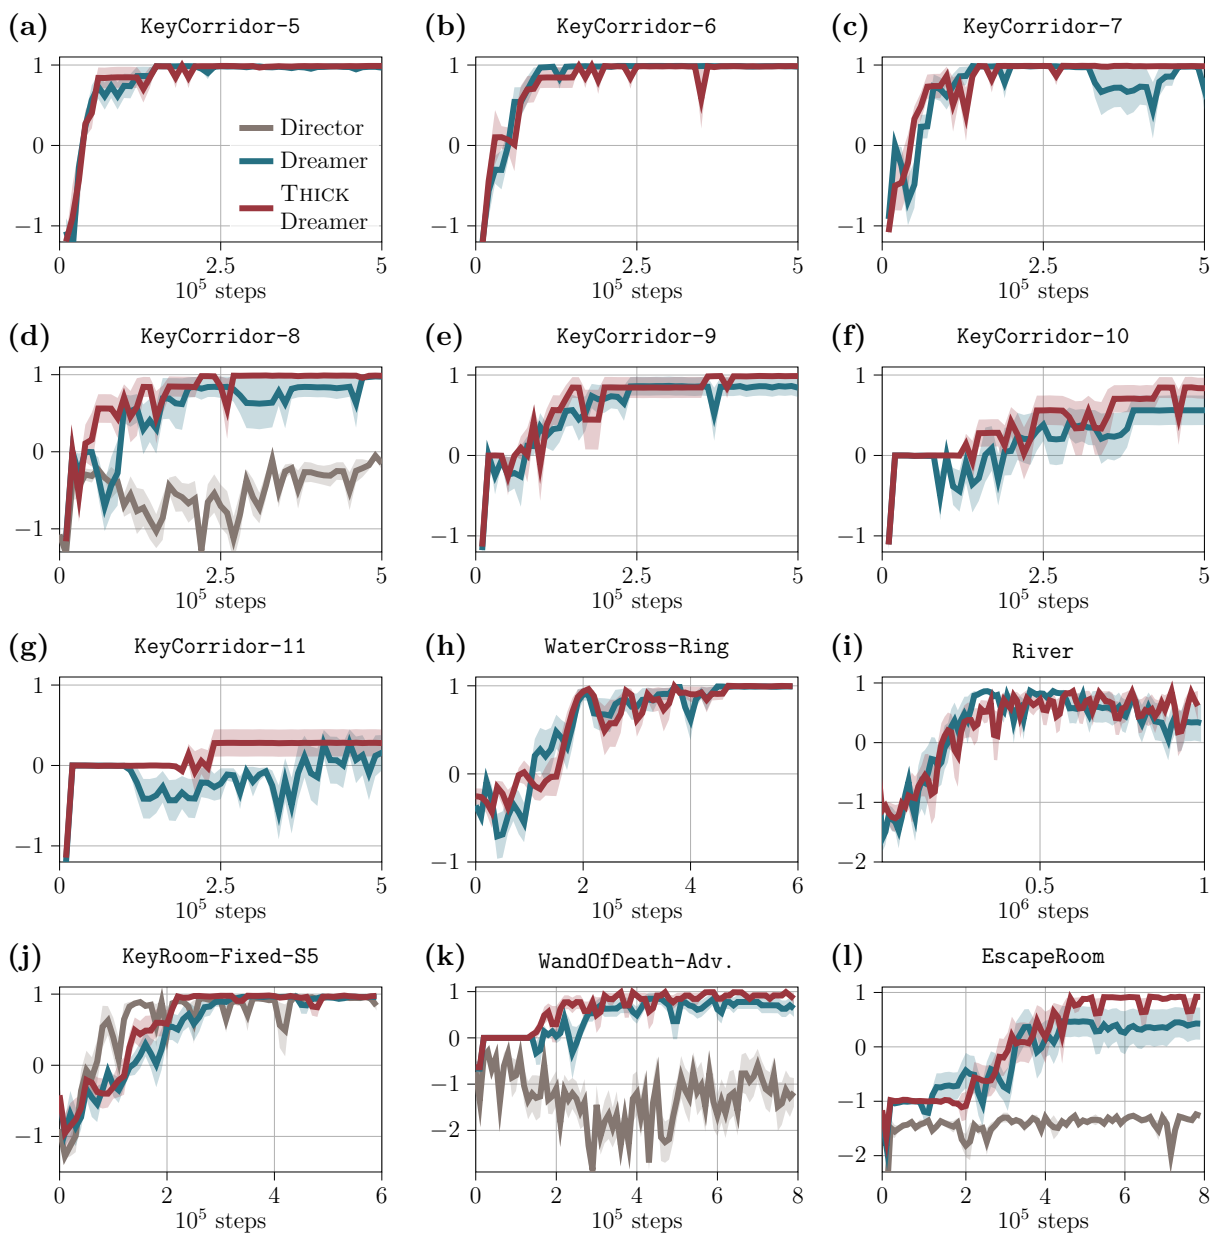 (a) KeyCorridor-5
1
0
−1
Director
Dreamer
THICK
Dreamer
0 2.5 5
10^5 steps
(b) KeyCorridor-6
1
0
−1
0 2.5 5
10^5 steps
(c) KeyCorridor-7
1
0
−1
0 2.5 5
10^5 steps
(d) KeyCorridor-8
1
0
−1
0 2.5 5
10^5 steps
(e) KeyCorridor-9
1
0
−1
0 2.5 5
10^5 steps
(f) KeyCorridor-10
1
0
−1
0 2.5 5
10^5 steps
(g) KeyCorridor-11
1
0
−1
0 2.5 5
10^5 steps
(h) WaterCross-Ring
1
0
−1
0 2 4 6
10^5 steps
(i) River
1
0
−1
−2
0.5 1
10^6 steps
(j) KeyRoom-Fixed-S5
1
0
−1
0 2 4 6
10^5 steps
(k) WandOfDeath-Adv.
1
0
−1
−2
0 2 4 6 8
10^5 steps
(l) EscapeRoom
1
0
−1
−2
0 2 4 6 8
10^5 steps